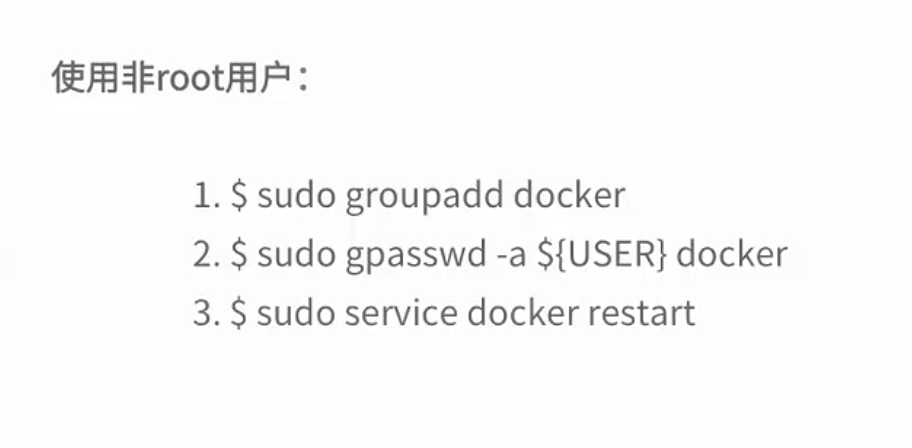 使用非root用户：
1. $ sudo groupadd docker
2. $ sudo gpasswd -a ${USER} docker
3. $ sudo service docker restart